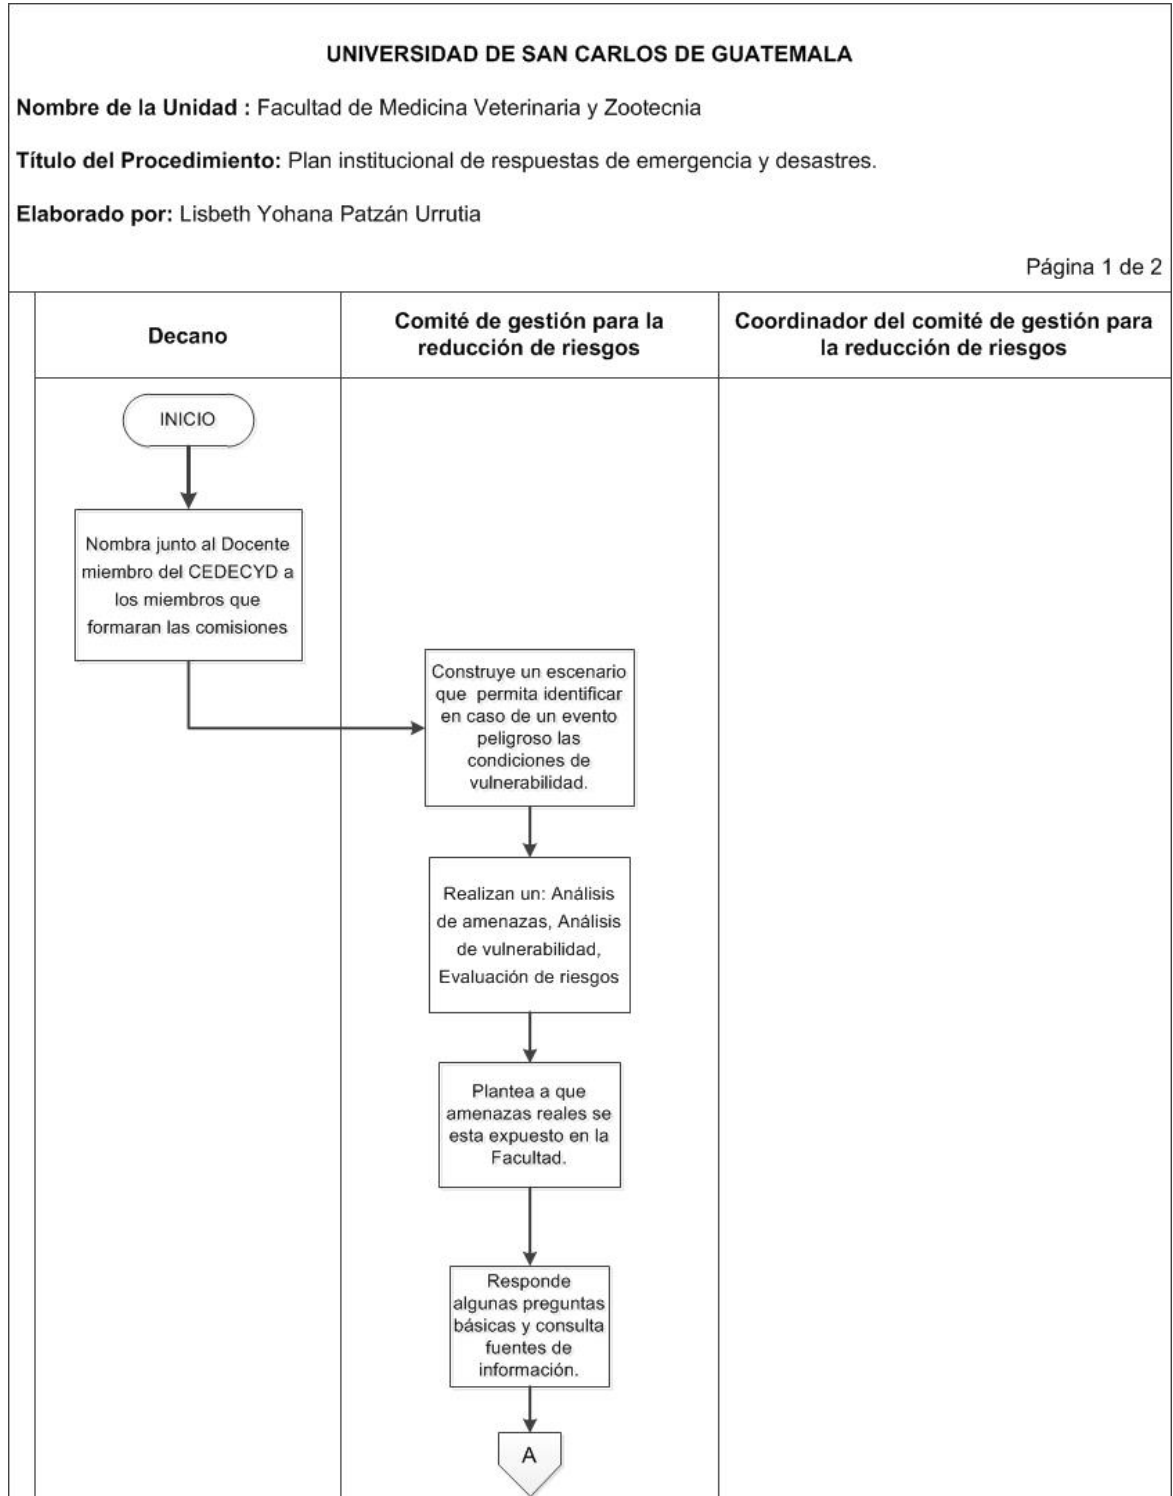 UNIVERSIDAD DE SAN CARLOS DE GUATEMALA
Nombre de la Unidad : Facultad de Medicina Veterinaria y Zootecnia
Título del Procedimiento: Plan institucional de respuestas de emergencia y desastres.
Elaborado por: Lisbeth Yohana Patzán Urrutia
Página 1 de 2
Decano
Comité de gestión para la
reducción de riesgos
Coordinador del comité de gestión para
la reducción de riesgos
INICIO
Nombra junto al Docente
miembro del CEDECYD a
los miembros que
formaran las comisiones
Construye un escenario
que permita identificar
en caso de un evento
peligroso las
condiciones de
vulnerabilidad.
Realizan un: Análisis
de amenazas, Análisis
de vulnerabilidad,
Evaluación de riesgos
Plantea a que
amenazas reales se
esta expuesto en la
Facultad.
Responde
algunas preguntas
básicas y consulta
fuentes de
información.
A